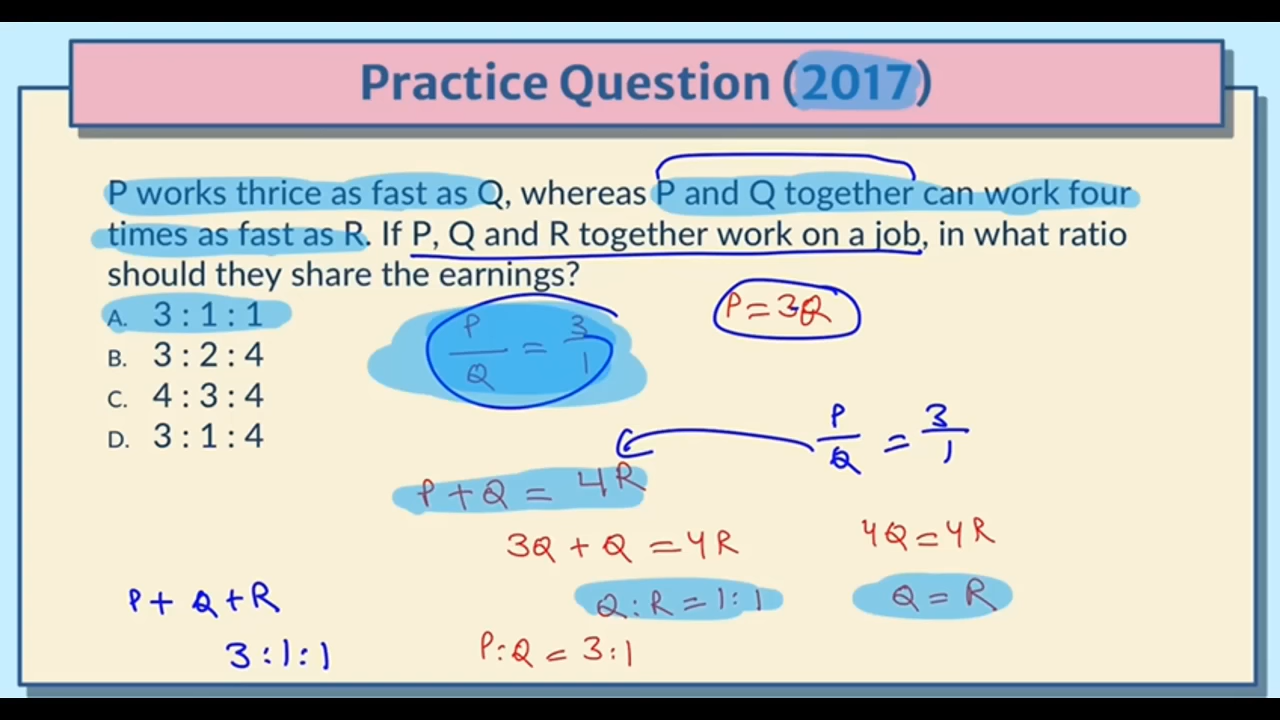 Practice Question (2017)
P works thrice as fast as Q, whereas P and Q together can work four
times as fast as R. If P, Q and R together work on a job, in what ratio
should they share the earnings?
A. 3 : 1 : 1
B. 3 : 2 : 4
C. 4 : 3 : 4
D. 3 : 1 : 4
P = 3Q
P/Q = 3/1
P/Q = 3/1
P + Q = 4R
3Q + Q = 4R
4Q = 4R
Q : R = 1 : 1
Q = R
P + Q + R
3 : 1 : 1
P : Q = 3 : 1